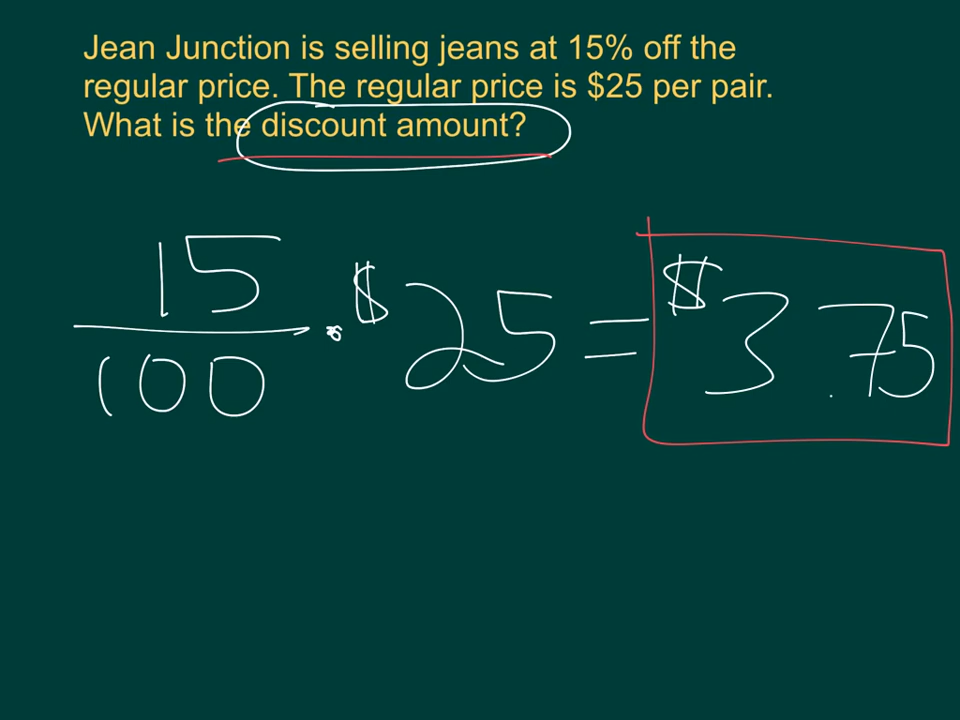 Jean Junction is selling jeans at 15% off the
regular price. The regular price is $25 per pair.
What is the discount amount?
15
100 · $25 = $3.75